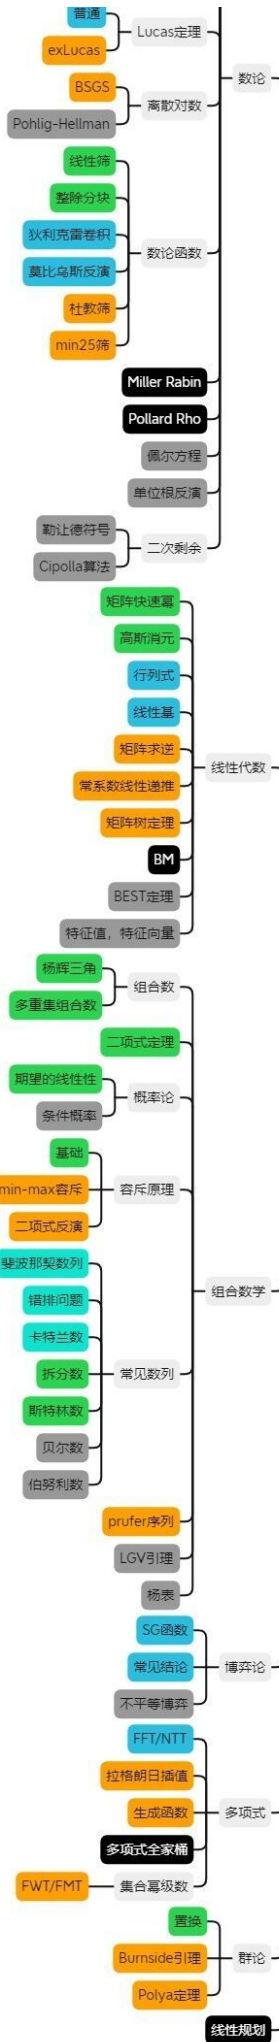 普通
Lucas定理
exLucas
数论
BSGS
离散对数
Pohlig-Hellman
线性筛
整除分块
狄利克雷卷积
数论函数
莫比乌斯反演
杜教筛
min25筛
Miller Rabin
Pollard Rho
佩尔方程
单位根反演
勒让德符号
二次剩余
Cipolla算法
矩阵快速幂
高斯消元
行列式
线性基
矩阵求逆
线性代数
常系数线性递推
矩阵树定理
BM
BEST定理
特征值，特征向量
杨辉三角
组合数
多重集组合数
二项式定理
期望的线性性
概率论
条件概率
基础
min-max容斥
容斥原理
二项式反演
斐波那契数列
组合数学
错排问题
卡特兰数
拆分数
常见数列
斯特林数
贝尔数
伯努利数
prufer序列
LGV引理
杨表
SG函数
常见结论
博弈论
不平等博弈
FFT/NTT
拉格朗日插值
生成函数
多项式
多项式全家桶
FWT/FMT
集合幂级数
置换
Burnside引理
群论
Polya定理
线性规划